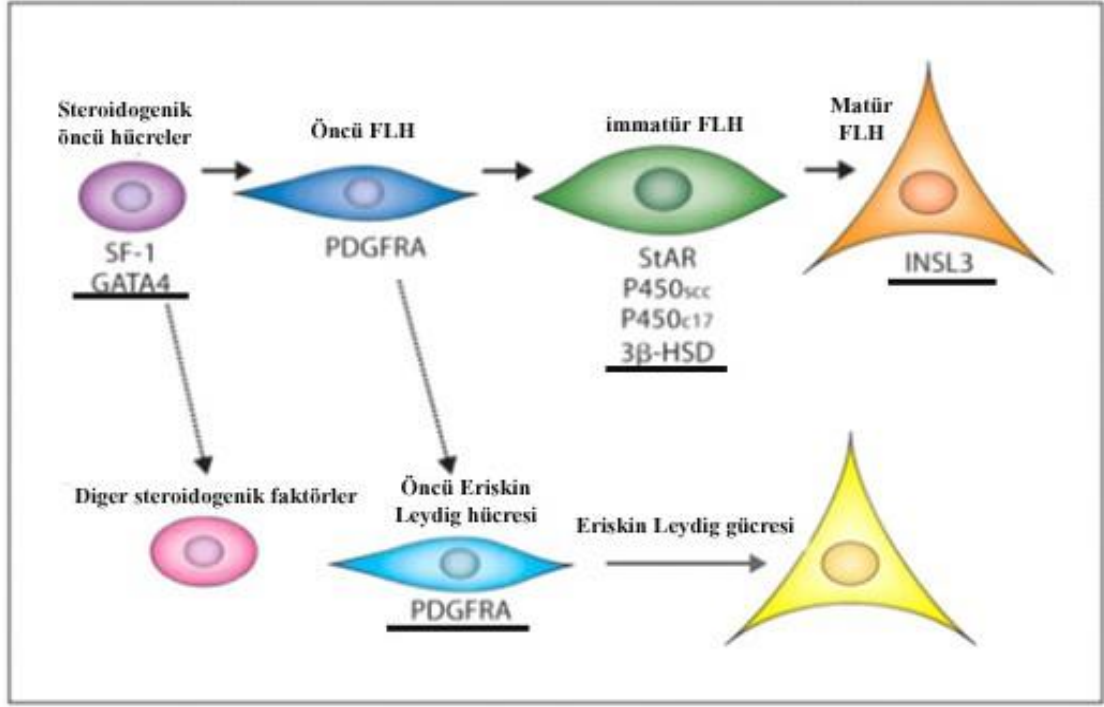 Steroidogenik
öncü hücreler
SF-1
GATA4
Öncü FLH
PDGFRA
immatür FLH
StAR
P450scc
P450c17
3β-HSD
Matür
FLH
INSL3
Diger steroidogenik faktörler
Öncü Eriskin
Leydig hücresi
PDGFRA
Eriskin Leydig gücresi